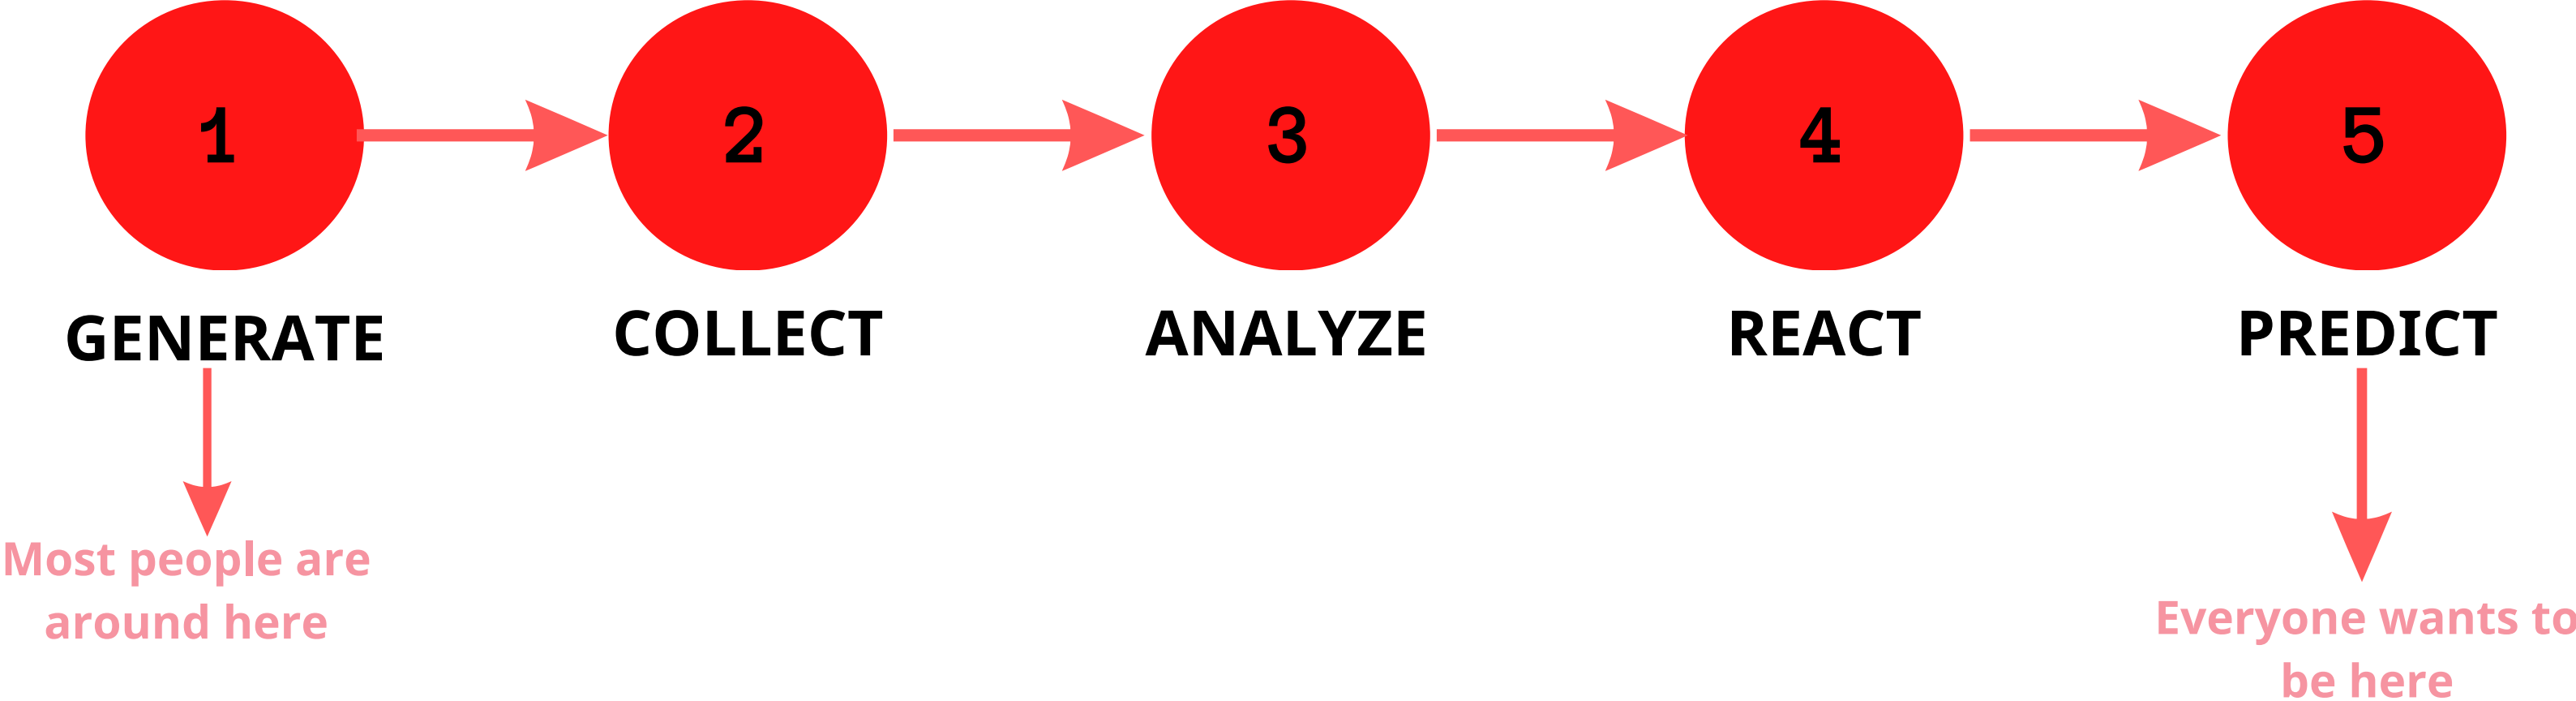 1
2
3
4
5
GENERATE
COLLECT
ANALYZE
REACT
PREDICT
Most people are
around here
Everyone wants to
be here